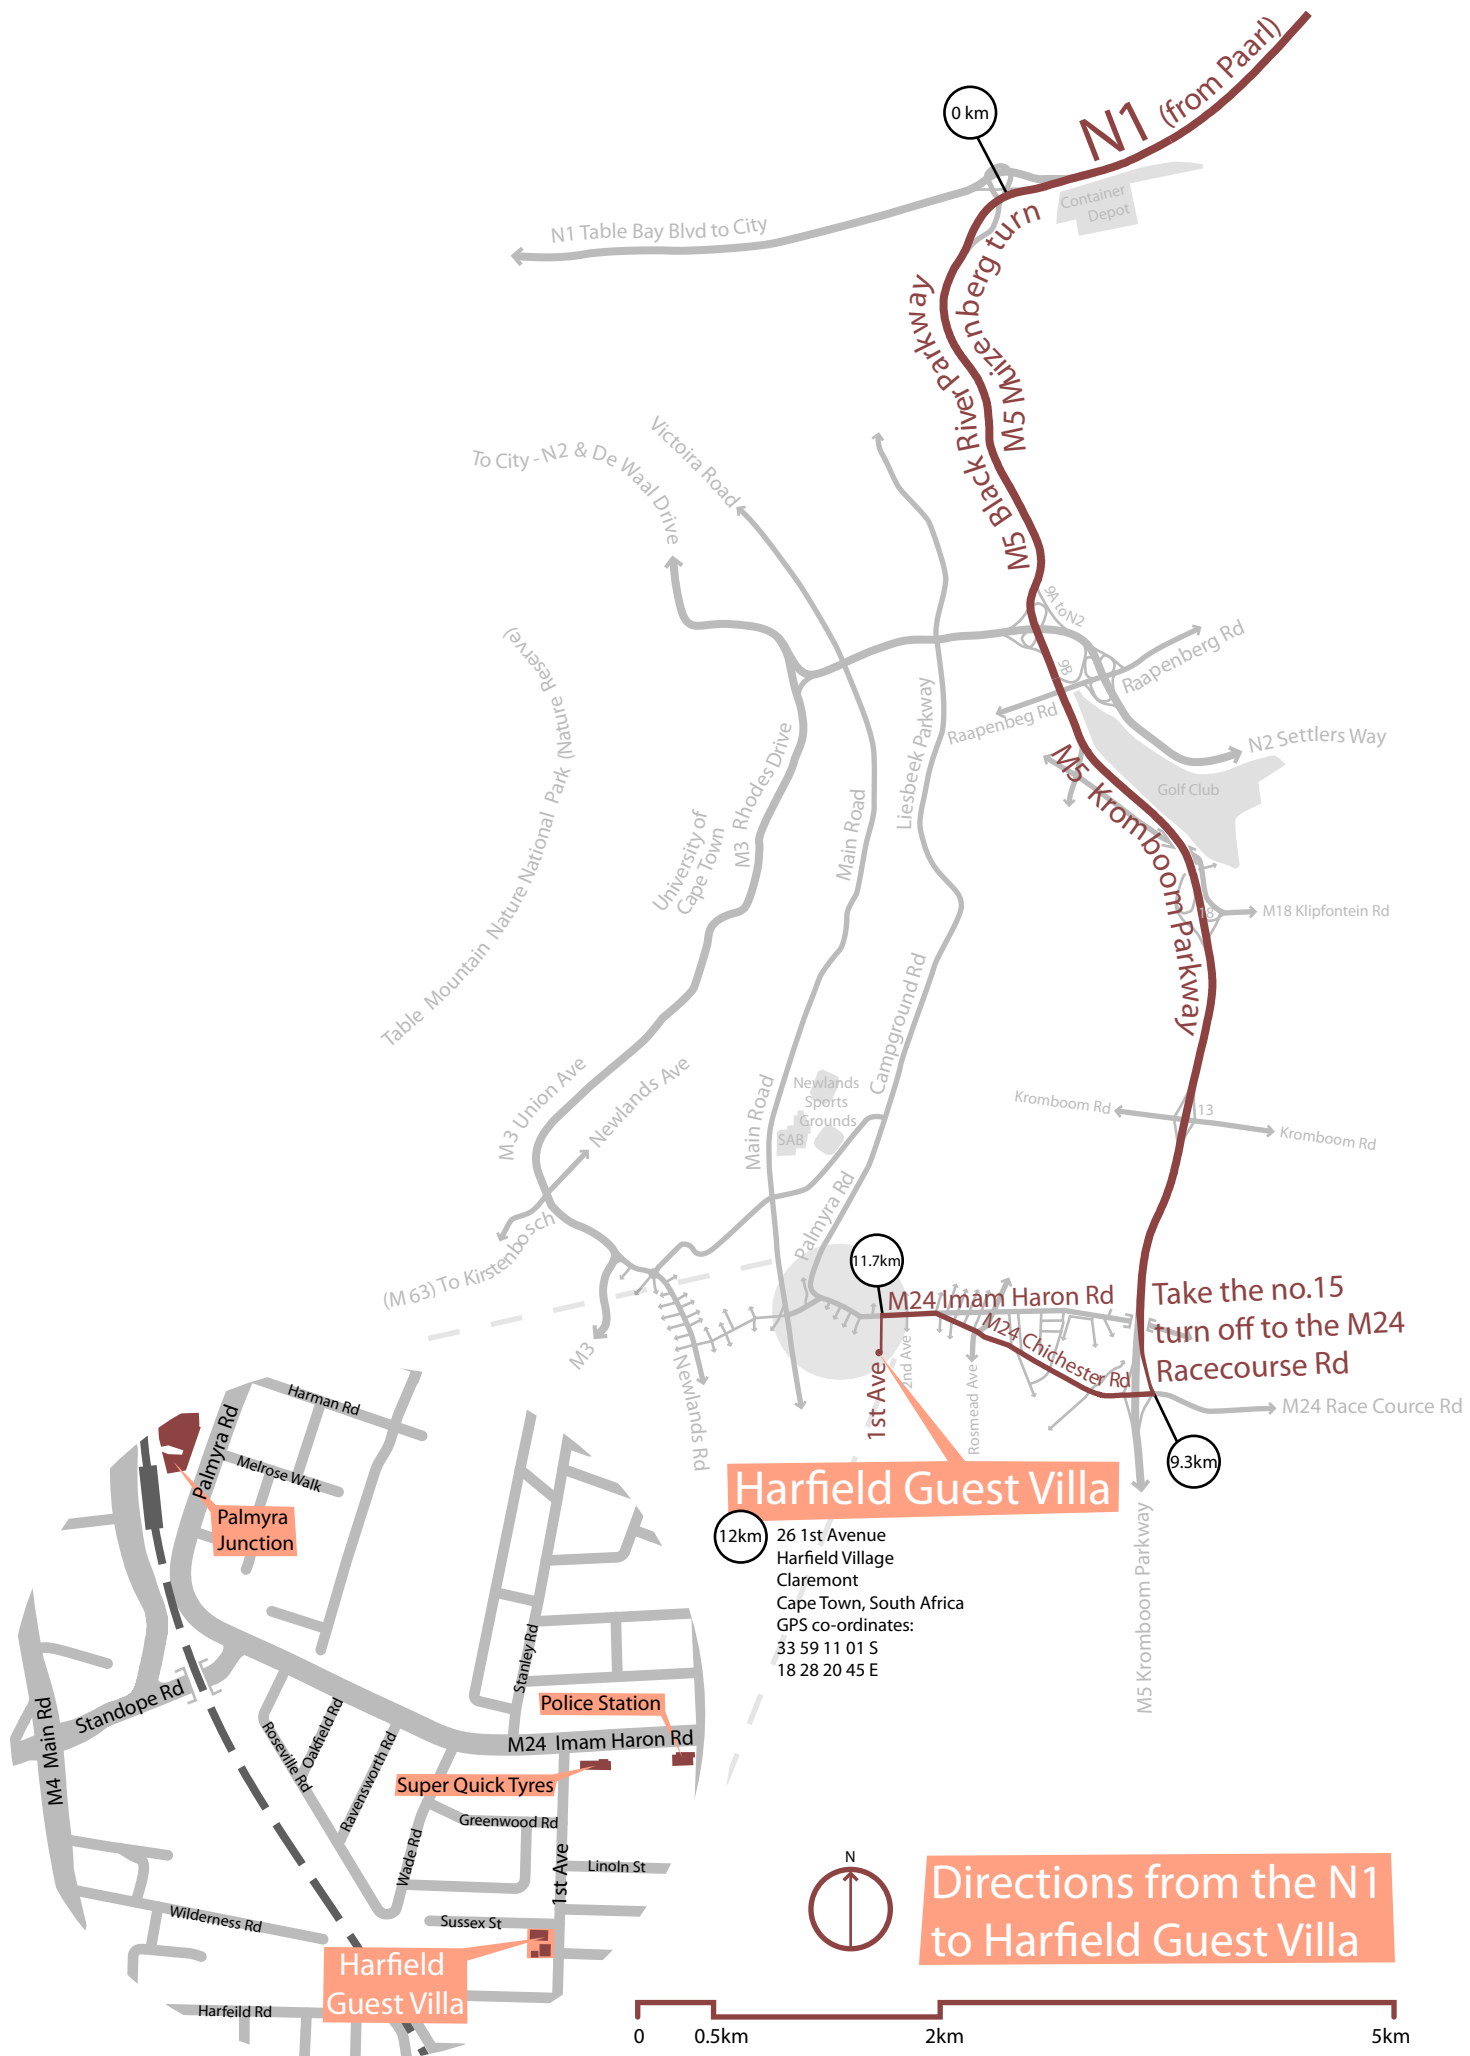 N1 (from Paarl)
0 km
Container
Depot
N1 Table Bay Blvd to City
M5 Muizenberg turn
M5 Black River Parkway
To City - N2 & De Waal Drive
Victoira Road
9A to N2
9B
Raapenberg Rd
Raapenbeg Rd
N2 Settlers Way
Golf Club
M5 Kromboom Parkway
Table Mountain Nature National Park (Nature Reserve)
University of
Cape Town
M3 Rhodes Drive
Main Road
Liesbeek Parkway
18
M18 Klipfontein Rd
Campground Rd
M3 Union Ave
Newlands Ave
Main Road
Newlands
Sports
Grounds
SAB
Kromboom Rd
13
Kromboom Rd
Palmyra Rd
(M 63) To Kirstenbosch
M3
Newlands Rd
11.7km
M24 Imam Haron Rd
M24 Chichester Rd
2nd Ave
Rosmead Ave
1st Ave
Take the no.15
turn off to the M24
Racecourse Rd
M24 Race Cource Rd
9.3km
M5 Kromboom Parkway
Harfield Guest Villa
12km
26 1st Avenue
Harfield Village
Claremont
Cape Town, South Africa
GPS co-ordinates:
33 59 11 01 S
18 28 20 45 E
Harman Rd
Palmyra Rd
Melrose Walk
Palmyra
Junction
Stanley Rd
Standope Rd
M4 Main Rd
Roseville Rd
Oakfield Rd
Ravensworth Rd
Police Station
M24 Imam Haron Rd
Super Quick Tyres
Greenwood Rd
Wade Rd
1st Ave
Linoln St
Sussex St
Wilderness Rd
Harfield
Guest Villa
Harfeild Rd
N
Directions from the N1
to Harfield Guest Villa
0
0.5km
2km
5km